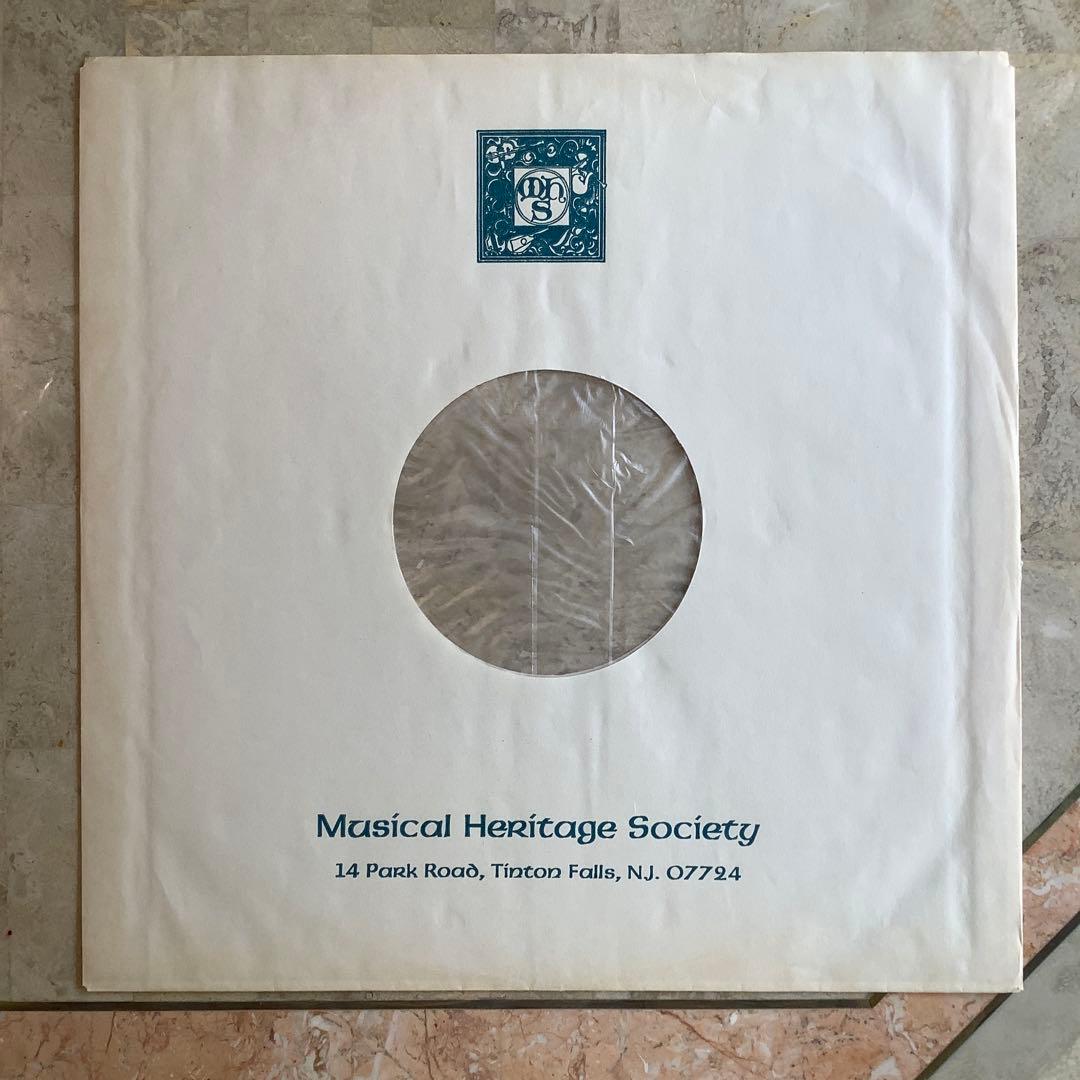 mhs
Musical Heritage Society
14 Park Road, Tinton Falls, N.J. 07724